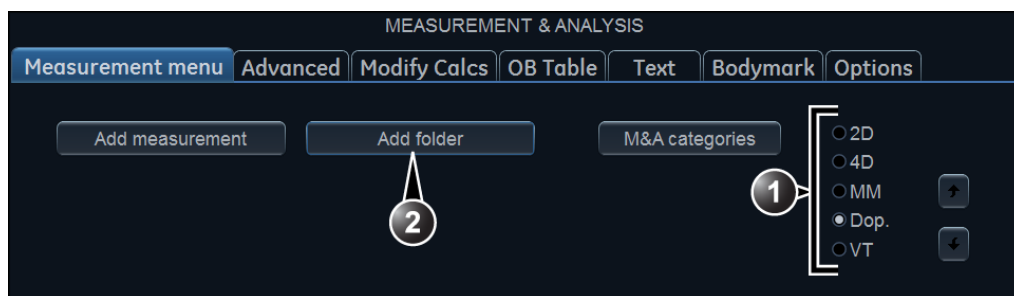 MEASUREMENT & ANALYSIS
Measurement menu Advanced Modify Calcs OB Table Text Bodymark Options
Add measurement Add folder M&A categories
2D
4D
1 MM
2 Dop.
VT